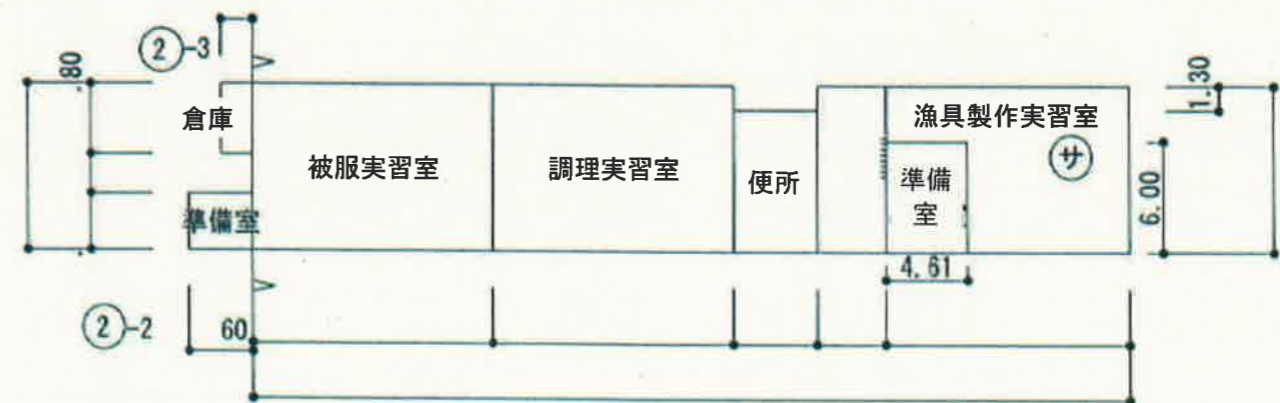 ②-3
.80
1.30
倉庫
漁具製作実習室
被服実習室
調理実習室
便所
準備
室
サ
準備室
6.00
4.61
②-2
60